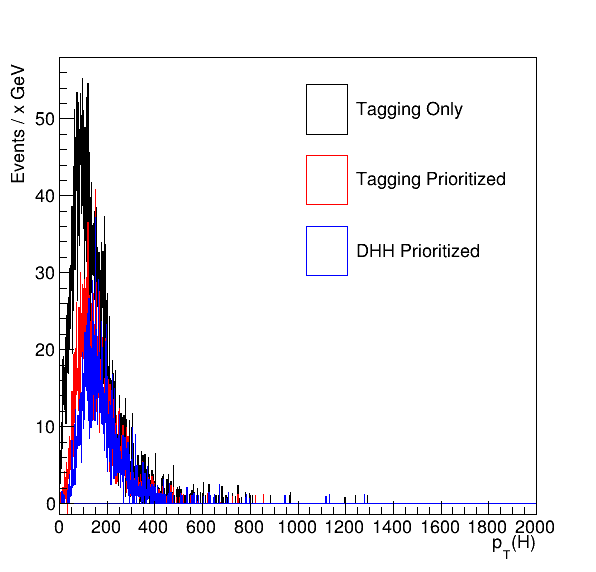 Events / x GeV
50
40
30
20
10
0
Tagging Only
Tagging Prioritized
DHH Prioritized
0 200 400 600 800 1000 1200 1400 1600 1800 2000
p_T(H)